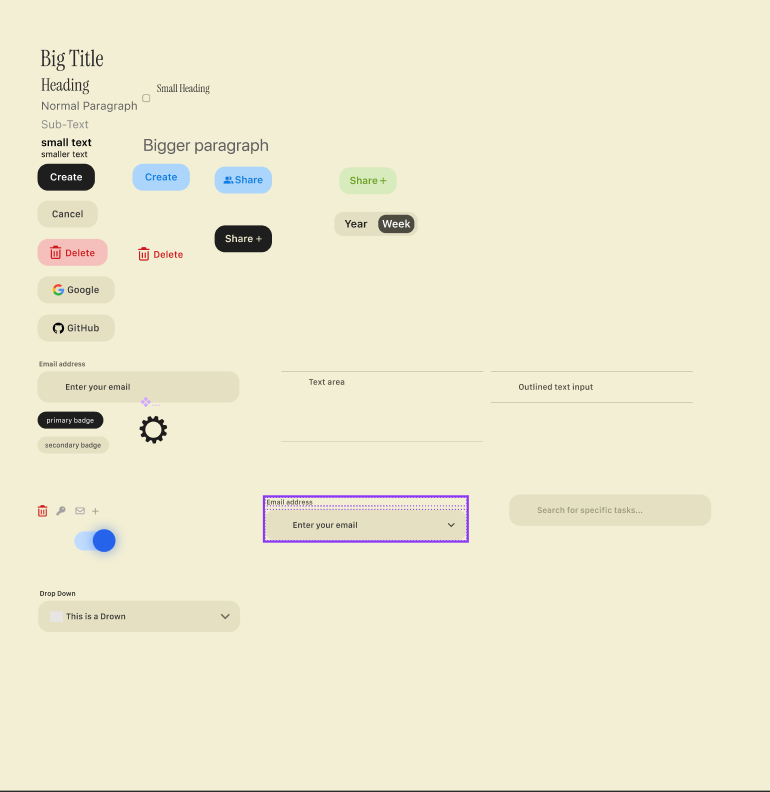 Big Title
Heading
Small Heading
Normal Paragraph
Sub-Text
small text
Bigger paragraph
smaller text
Create
Create
Share
Share +
Cancel
Year
Week
Share +
Delete
Delete
Google
GitHub
Email address
Enter your email
Text area
Outlined text input
...
primary badge
secondary badge
Email address
Enter your email
Search for specific tasks...
Drop Down
This is a Drown